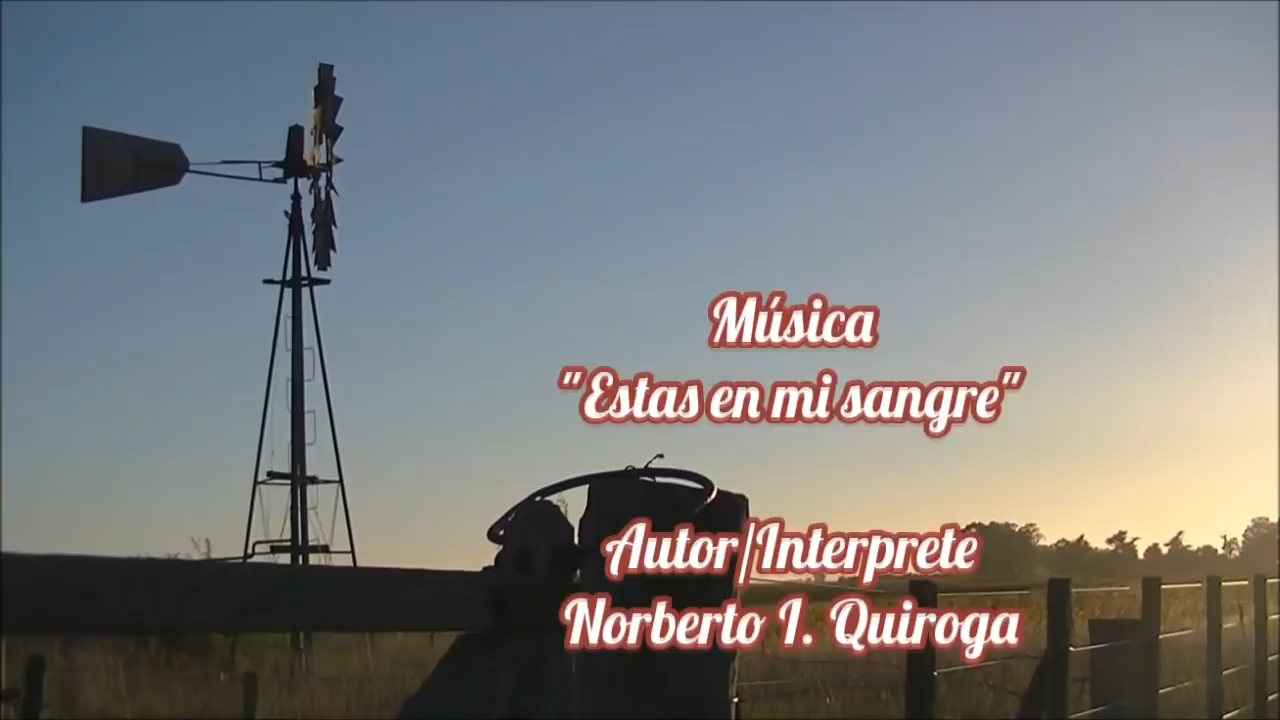 Música
"Estas en mi sangre"
Autor/Interprete
Norberto I. Quiroga